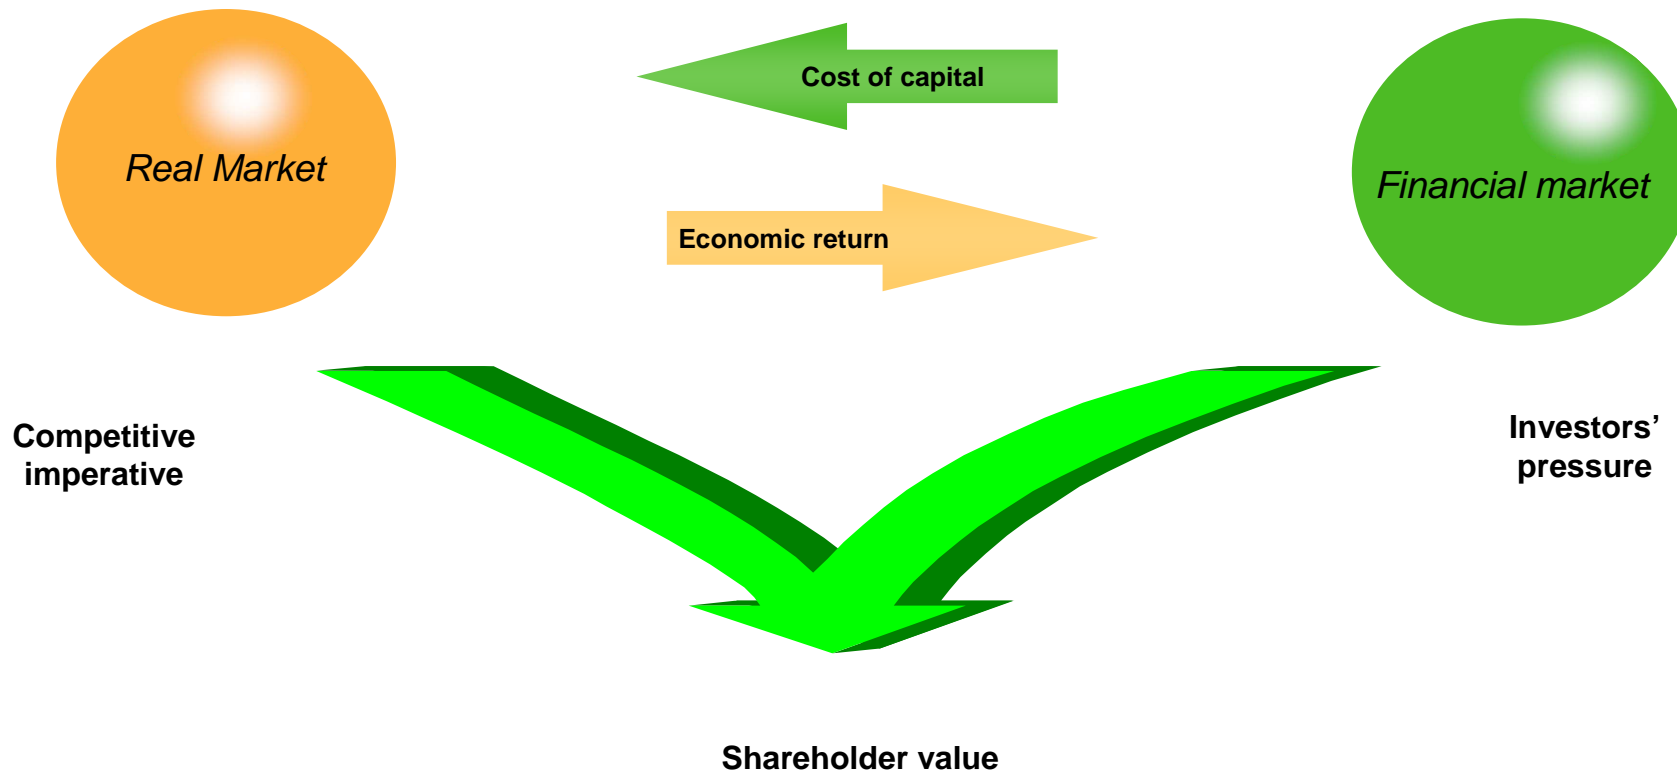 Cost of capital
Real Market
Financial market
Economic return
Competitive
imperative
Investors’
pressure
Shareholder value